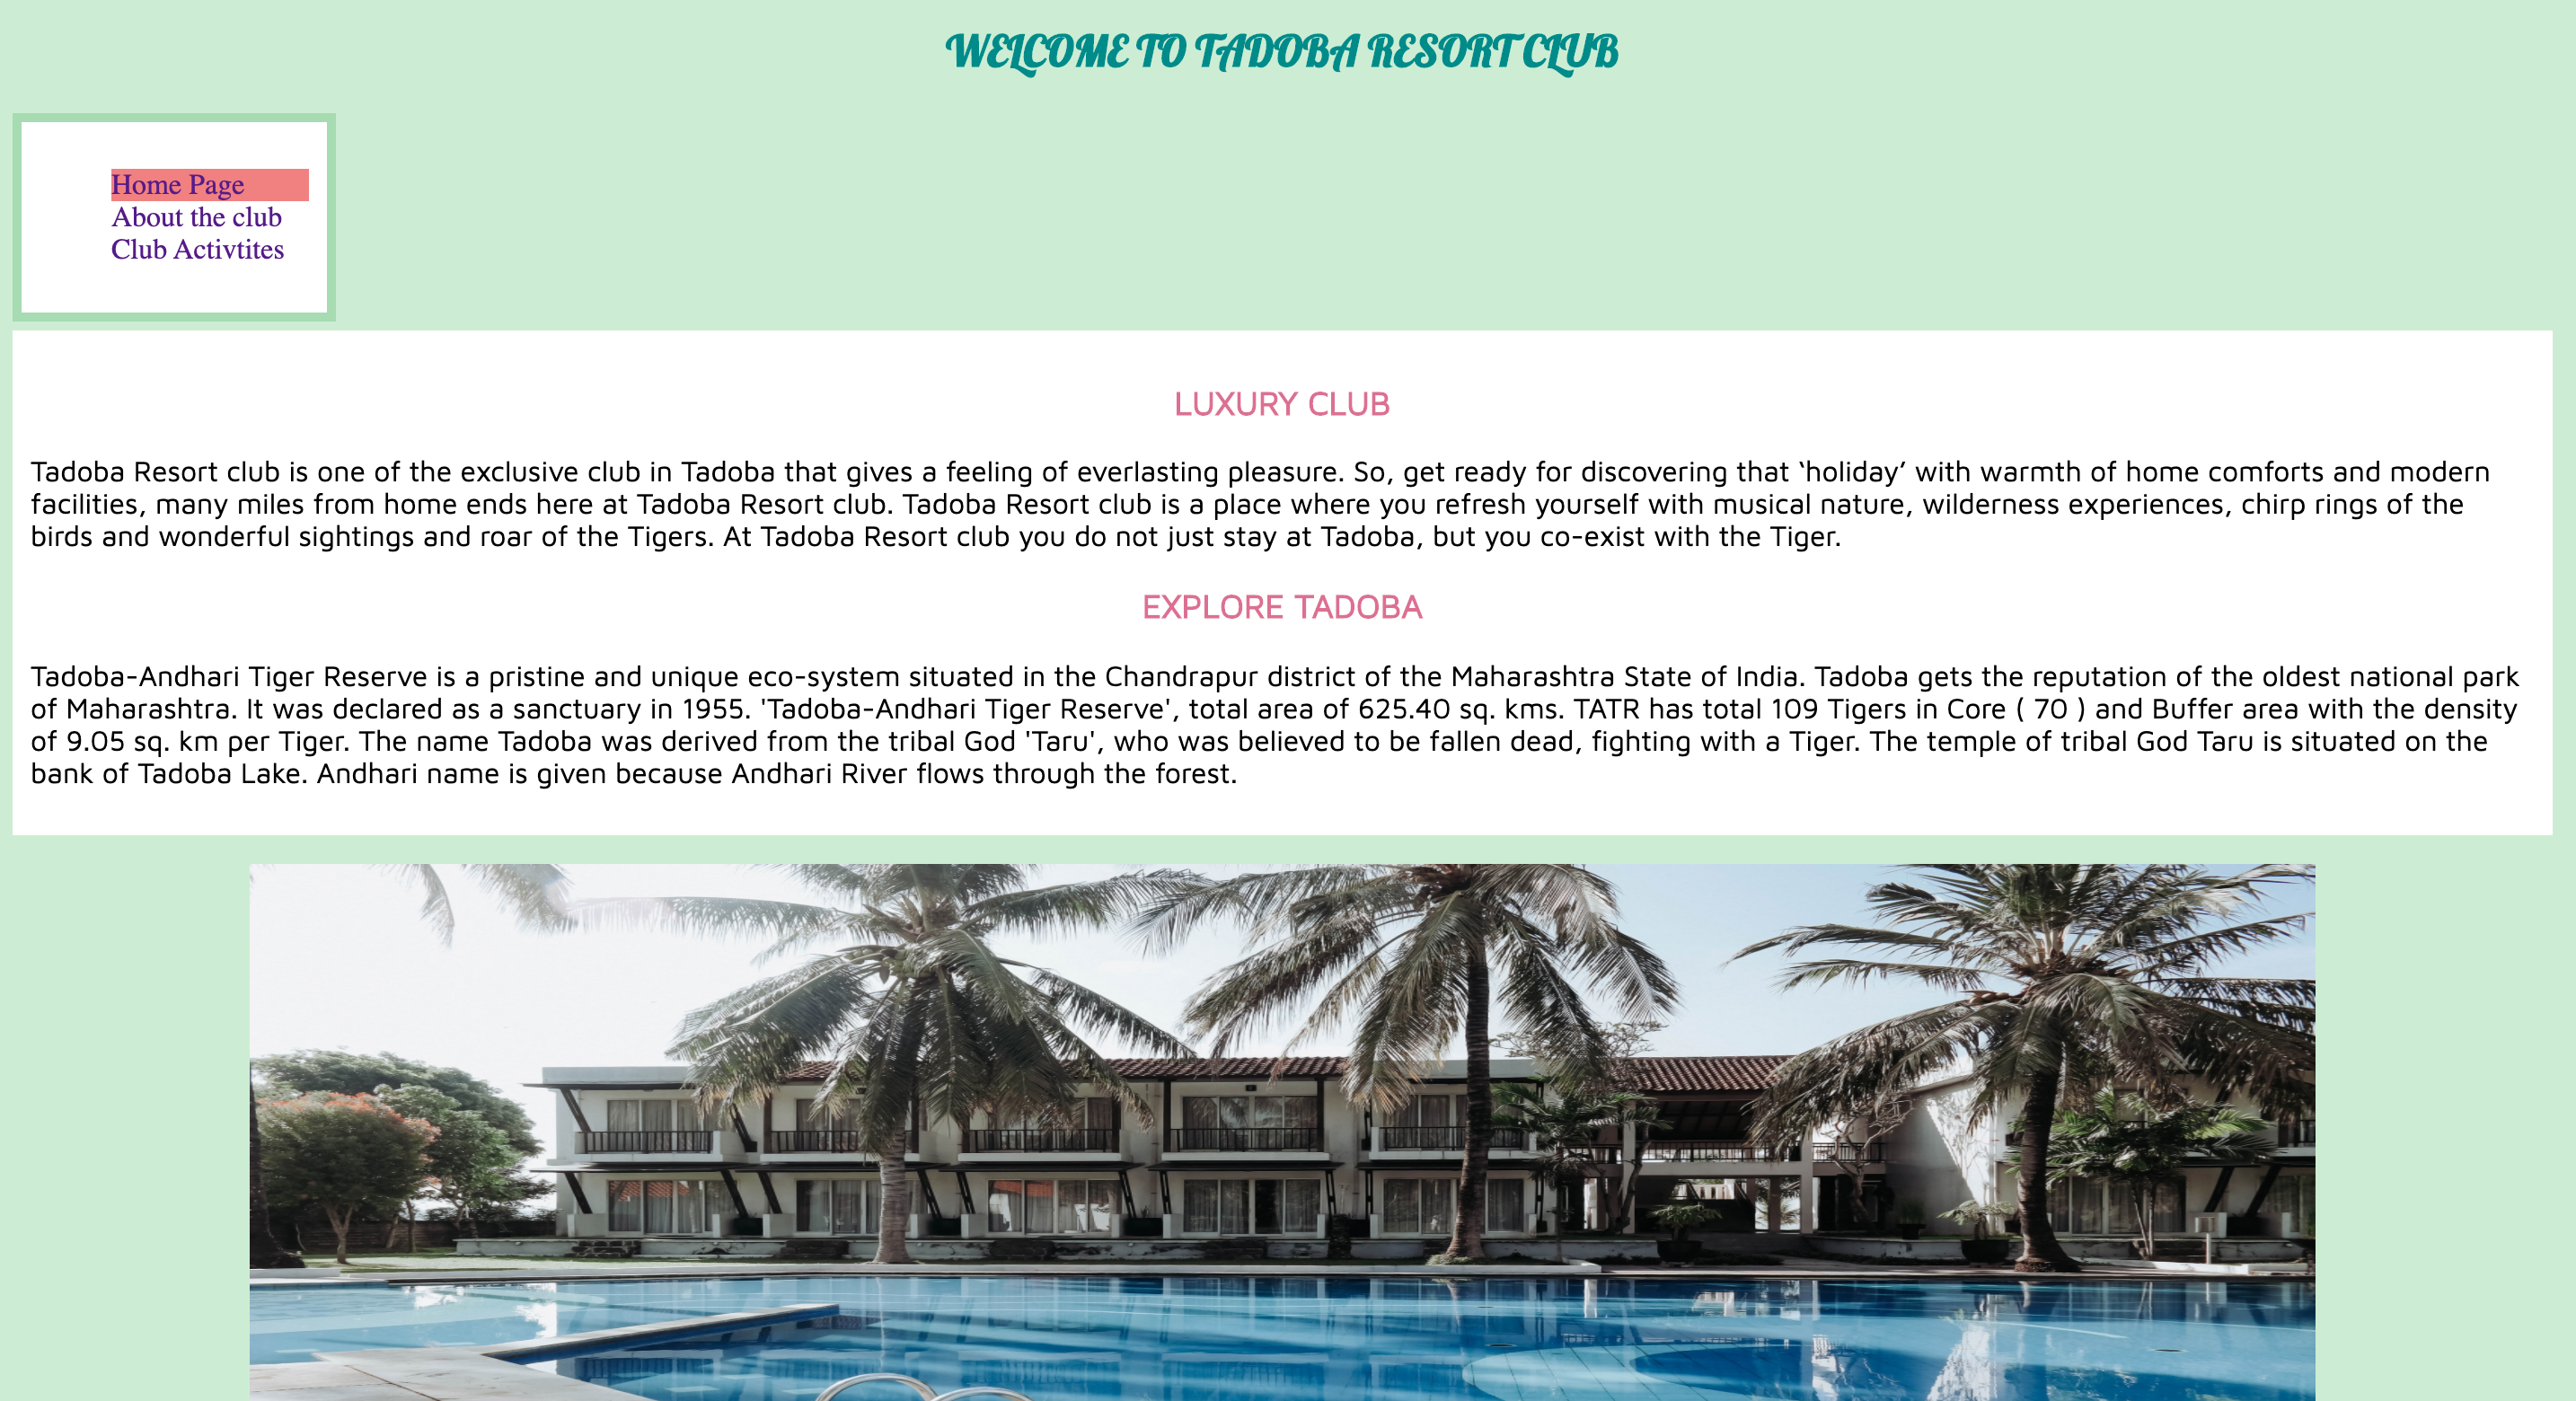 WELCOME TO TADOBA RESORT CLUB
Home Page
About the club
Club Activtites
LUXURY CLUB
Tadoba Resort club is one of the exclusive club in Tadoba that gives a feeling of everlasting pleasure. So, get ready for discovering that ‘holiday’ with warmth of home comforts and modern
facilities, many miles from home ends here at Tadoba Resort club. Tadoba Resort club is a place where you refresh yourself with musical nature, wilderness experiences, chirp rings of the
birds and wonderful sightings and roar of the Tigers. At Tadoba Resort club you do not just stay at Tadoba, but you co-exist with the Tiger.
EXPLORE TADOBA
Tadoba-Andhari Tiger Reserve is a pristine and unique eco-system situated in the Chandrapur district of the Maharashtra State of India. Tadoba gets the reputation of the oldest national park
of Maharashtra. It was declared as a sanctuary in 1955. 'Tadoba-Andhari Tiger Reserve', total area of 625.40 sq. kms. TATR has total 109 Tigers in Core ( 70 ) and Buffer area with the density
of 9.05 sq. km per Tiger. The name Tadoba was derived from the tribal God 'Taru', who was believed to be fallen dead, fighting with a Tiger. The temple of tribal God Taru is situated on the
bank of Tadoba Lake. Andhari name is given because Andhari River flows through the forest.